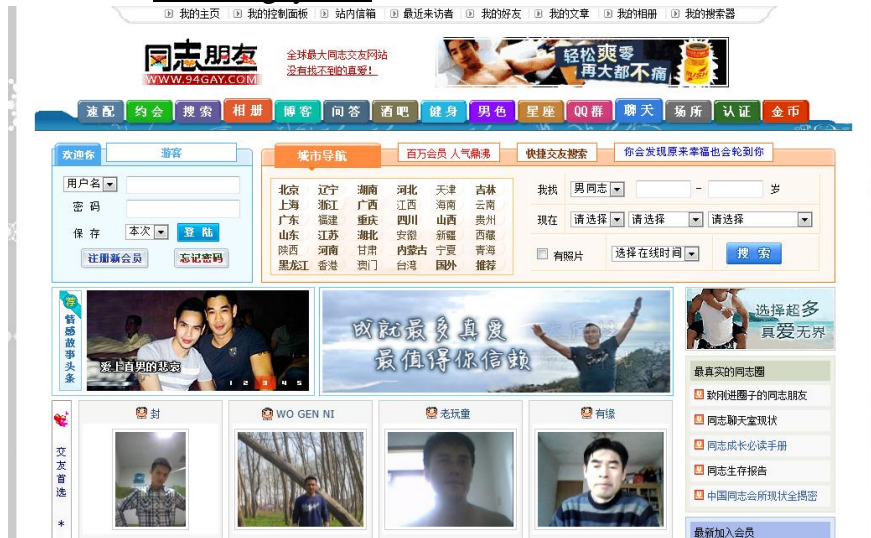 我的主页 我的控制面板 站内信箱 最近来访者 我的好友 我的文章 我的相册 我的搜索器
同志朋友
WWW.94GAY.COM
全球最大同志交友网站
没有找不到的真爱!
轻松爽零
再大都不痛
速配 约会 搜索 相册 博客 问答 酒吧 健身 男色 星座 QQ群 聊天 场所 认证 金币
欢迎你 游客
用户名
密 码
保 存 本次 登 陆
注册新会员 忘记密码
城市导航 百万会员 人气鼎沸
北京 辽宁 湖南 河北 天津 吉林
上海 浙江 广西 江西 海南 云南
广东 福建 重庆 四川 山西 贵州
山东 江苏 湖北 安徽 新疆 西藏
陕西 河南 甘肃 内蒙古 宁夏 青海
黑龙江 香港 澳门 台湾 国外 推荐
快捷交友搜索 你会发现原来幸福也会轮到你
我找 男同志 - 岁
现在 请选择 请选择 请选择
有照片 选择在线时间 搜 索
荐
情感故事头条
爱上直男的悲哀
1 2 3 4 5
成就最多真爱
最值得你信赖
选择超多
真爱无界
交友首选 *
封
WO GEN NI
老玩童
有缘
最真实的同志圈
致刚进圈子的同志朋友
同志聊天室现状
同志成长必读手册
同志生存报告
中国同志会所现状全揭密
最新加入会员